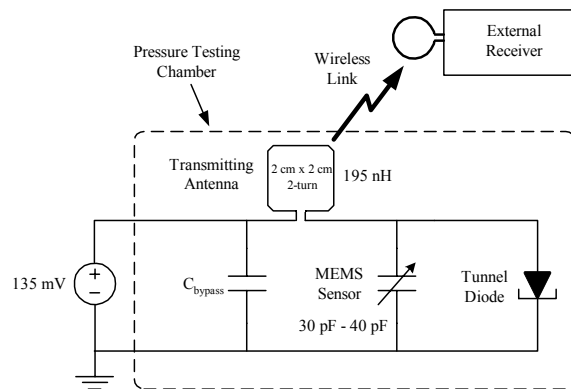 External
Receiver
Pressure Testing
Chamber
Wireless
Link
Transmitting
Antenna
2 cm x 2 cm
2-turn
195 nH
135 mV
+
−
Cbypass
MEMS
Sensor
30 pF - 40 pF
Tunnel
Diode